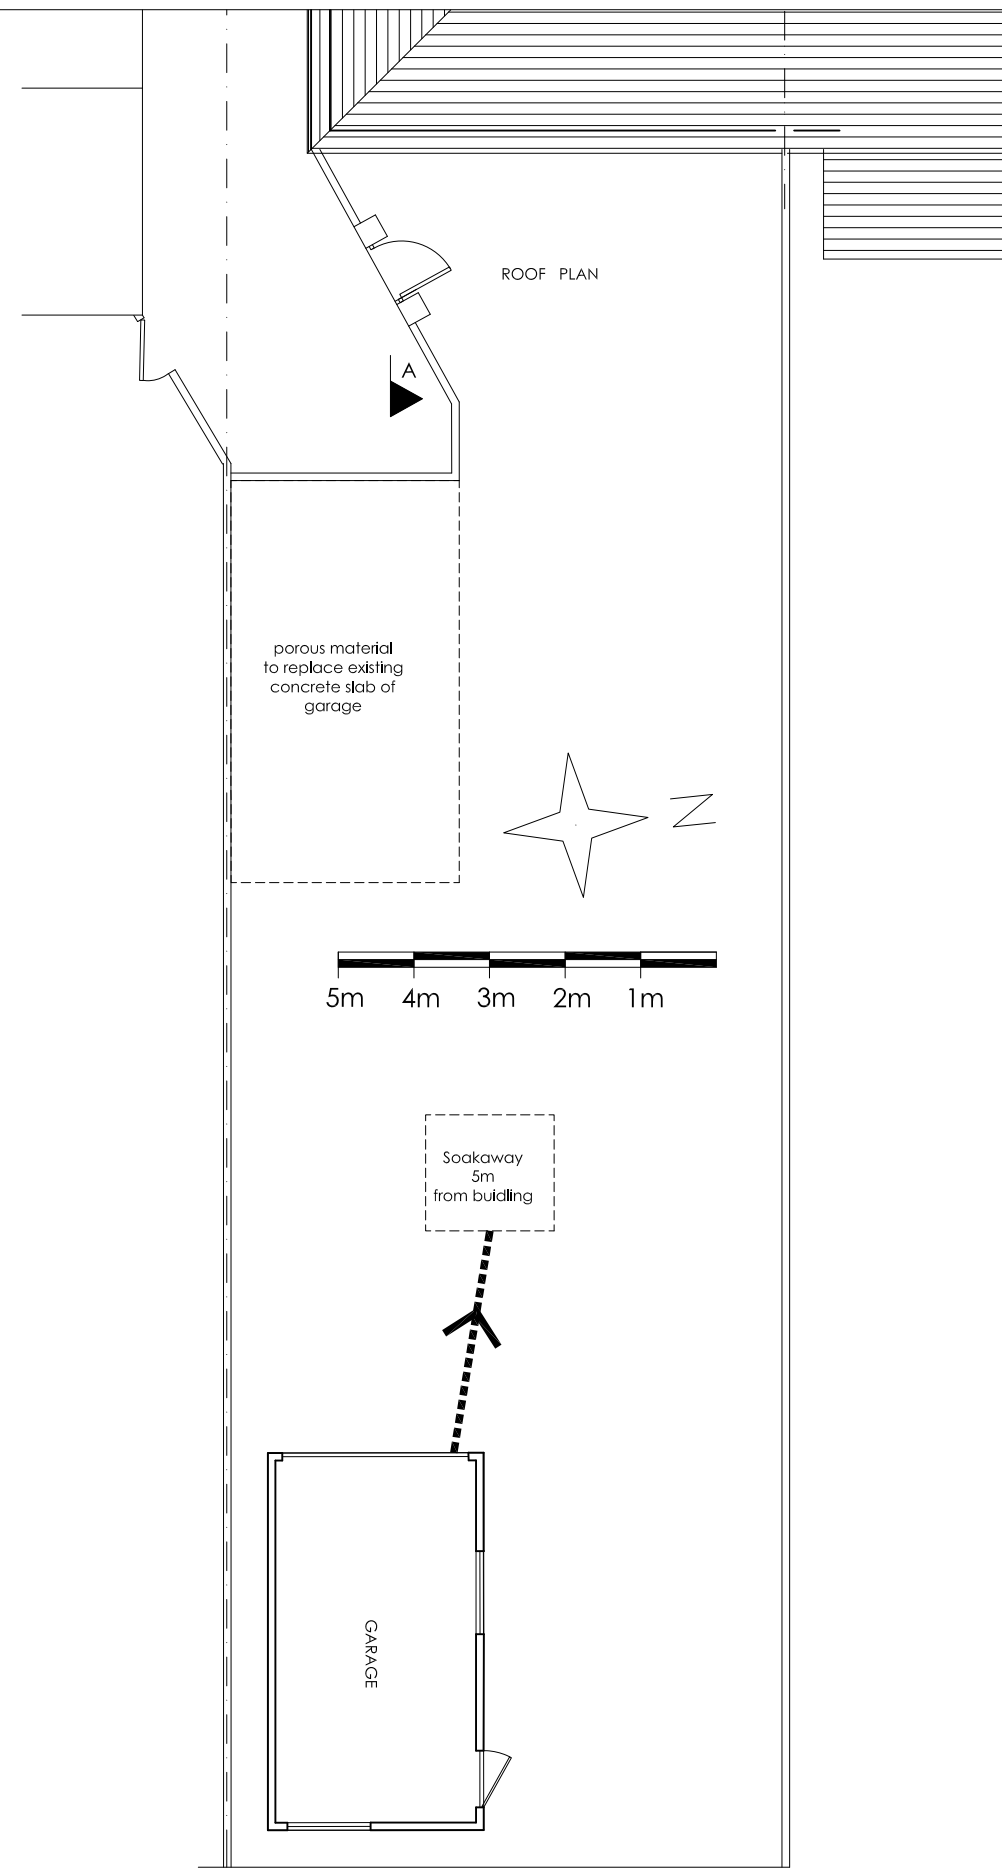 ROOF PLAN
A
porous material
to replace existing
concrete slab of
garage
N
5m 4m 3m 2m 1m
Soakaway
5m
from buidling
GARAGE